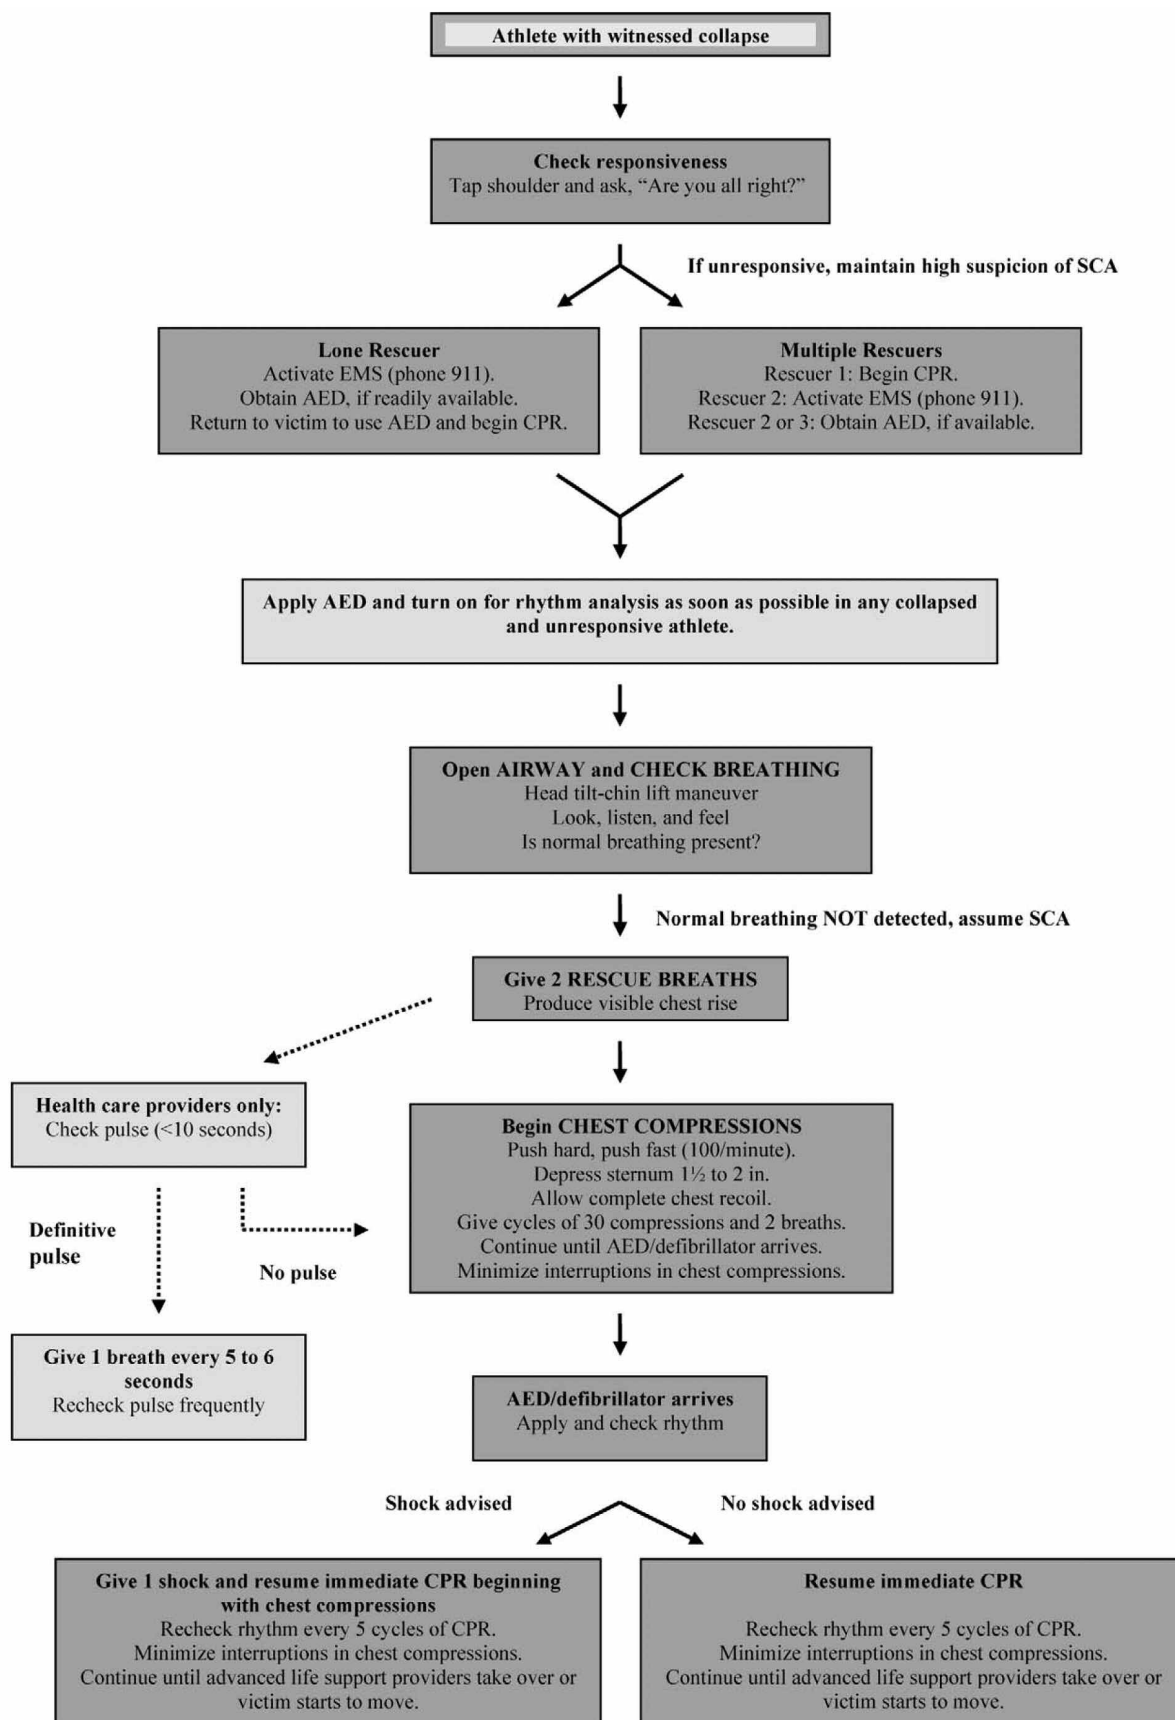 Athlete with witnessed collapse
Check responsiveness
Tap shoulder and ask, “Are you all right?”
If unresponsive, maintain high suspicion of SCA
Lone Rescuer
Activate EMS (phone 911).
Obtain AED, if readily available.
Return to victim to use AED and begin CPR.
Multiple Rescuers
Rescuer 1: Begin CPR.
Rescuer 2: Activate EMS (phone 911).
Rescuer 2 or 3: Obtain AED, if available.
Apply AED and turn on for rhythm analysis as soon as possible in any collapsed
and unresponsive athlete.
Open AIRWAY and CHECK BREATHING
Head tilt-chin lift maneuver
Look, listen, and feel
Is normal breathing present?
Normal breathing NOT detected, assume SCA
Give 2 RESCUE BREATHS
Produce visible chest rise
Health care providers only:
Check pulse (<10 seconds)
Definitive
pulse
No pulse
Give 1 breath every 5 to 6
seconds
Recheck pulse frequently
Begin CHEST COMPRESSIONS
Push hard, push fast (100/minute).
Depress sternum 1½ to 2 in.
Allow complete chest recoil.
Give cycles of 30 compressions and 2 breaths.
Continue until AED/defibrillator arrives.
Minimize interruptions in chest compressions.
AED/defibrillator arrives
Apply and check rhythm
Shock advised
No shock advised
Give 1 shock and resume immediate CPR beginning
with chest compressions
Recheck rhythm every 5 cycles of CPR.
Minimize interruptions in chest compressions.
Continue until advanced life support providers take over or
victim starts to move.
Resume immediate CPR
Recheck rhythm every 5 cycles of CPR.
Minimize interruptions in chest compressions.
Continue until advanced life support providers take over or
victim starts to move.